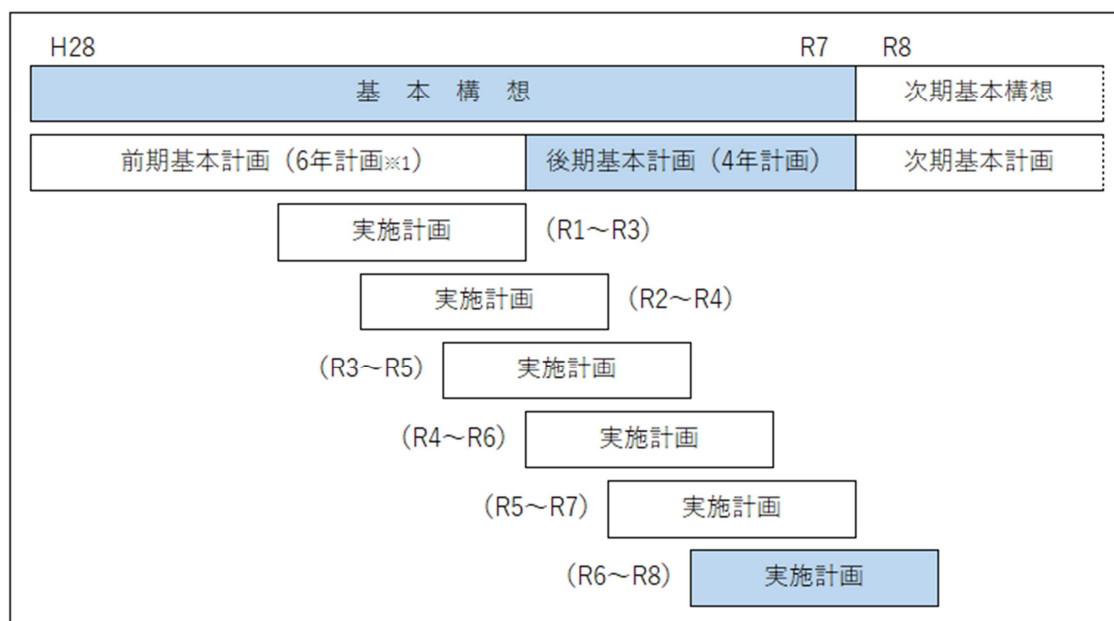 H28 R7 R8
基 本 構 想 次期基本構想
前期基本計画（6年計画※1） 後期基本計画（4年計画） 次期基本計画
実施計画 （R1～R3）
実施計画 （R2～R4）
（R3～R5） 実施計画
（R4～R6） 実施計画
（R5～R7） 実施計画
（R6～R8） 実施計画